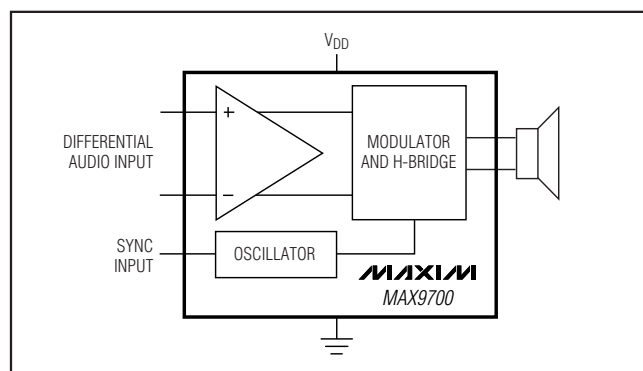 VDD
DIFFERENTIAL
AUDIO INPUT
+
−
MODULATOR
AND H-BRIDGE
SYNC
INPUT
OSCILLATOR
MAXIM
MAX9700